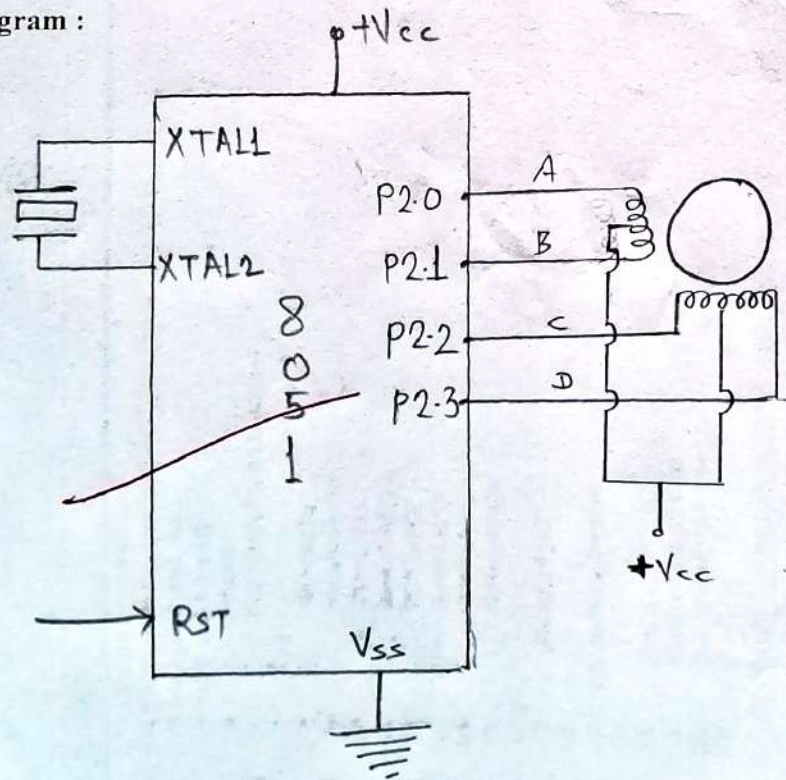 gram :
+Vcc
XTAL1
P2.0
A
XTAL2
P2.1
B
8
0
5
1
P2.2
C
P2.3
D
+Vcc
RST
Vss